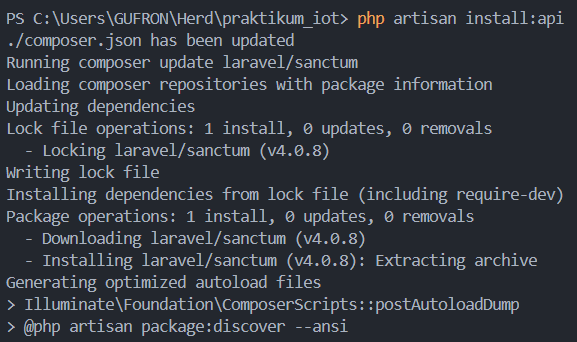 PS C:\Users\GUFRON\Herd\praktikum_iot> php artisan install:api
./composer.json has been updated
Running composer update laravel/sanctum
Loading composer repositories with package information
Updating dependencies
Lock file operations: 1 install, 0 updates, 0 removals
  - Locking laravel/sanctum (v4.0.8)
Writing lock file
Installing dependencies from lock file (including require-dev)
Package operations: 1 install, 0 updates, 0 removals
  - Downloading laravel/sanctum (v4.0.8)
  - Installing laravel/sanctum (v4.0.8): Extracting archive
Generating optimized autoload files
> Illuminate\Foundation\ComposerScripts::postAutoloadDump
> @php artisan package:discover --ansi